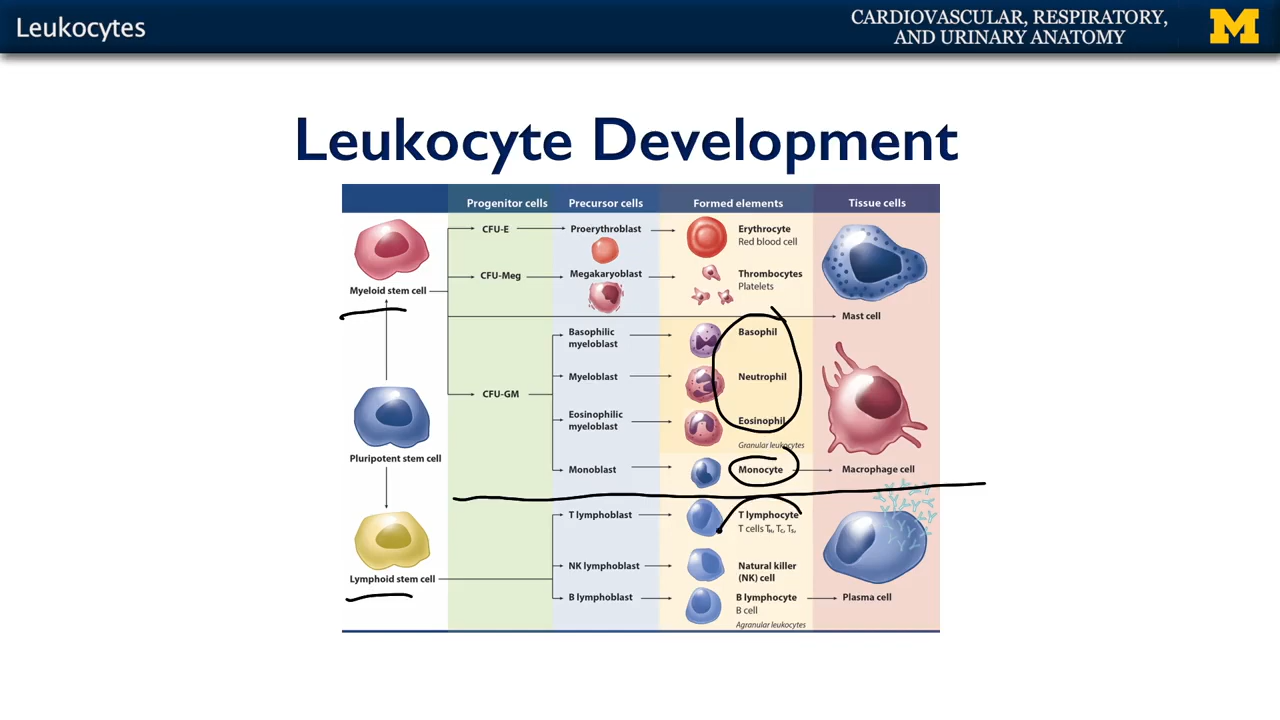 Leukocytes
CARDIOVASCULAR, RESPIRATORY,
AND URINARY ANATOMY
M
Leukocyte Development
Progenitor cells
Precursor cells
Formed elements
Tissue cells
CFU-E
Proerythroblast
Erythrocyte
Red blood cell
CFU-Meg
Megakaryoblast
Thrombocytes
Platelets
Myeloid stem cell
Mast cell
Basophilic
myeloblast
Basophil
Myeloblast
Neutrophil
CFU-GM
Eosinophilic
myeloblast
Eosinophil
Granular leukocytes
Pluripotent stem cell
Monoblast
Monocyte
Macrophage cell
T lymphoblast
T lymphocyte
T cells TH, TC, TS,
NK lymphoblast
Natural killer
(NK) cell
Lymphoid stem cell
B lymphoblast
B lymphocyte
B cell
Plasma cell
Agranular leukocytes